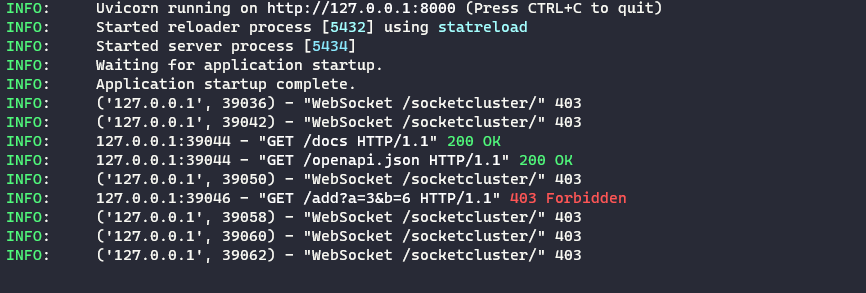 INFO:     Uvicorn running on http://127.0.0.1:8000 (Press CTRL+C to quit)
INFO:     Started reloader process [5432] using statreload
INFO:     Started server process [5434]
INFO:     Waiting for application startup.
INFO:     Application startup complete.
INFO:     ('127.0.0.1', 39036) - "WebSocket /socketcluster/" 403
INFO:     ('127.0.0.1', 39042) - "WebSocket /socketcluster/" 403
INFO:     127.0.0.1:39044 - "GET /docs HTTP/1.1" 200 OK
INFO:     127.0.0.1:39044 - "GET /openapi.json HTTP/1.1" 200 OK
INFO:     ('127.0.0.1', 39050) - "WebSocket /socketcluster/" 403
INFO:     127.0.0.1:39046 - "GET /add?a=3&b=6 HTTP/1.1" 403 Forbidden
INFO:     ('127.0.0.1', 39058) - "WebSocket /socketcluster/" 403
INFO:     ('127.0.0.1', 39060) - "WebSocket /socketcluster/" 403
INFO:     ('127.0.0.1', 39062) - "WebSocket /socketcluster/" 403